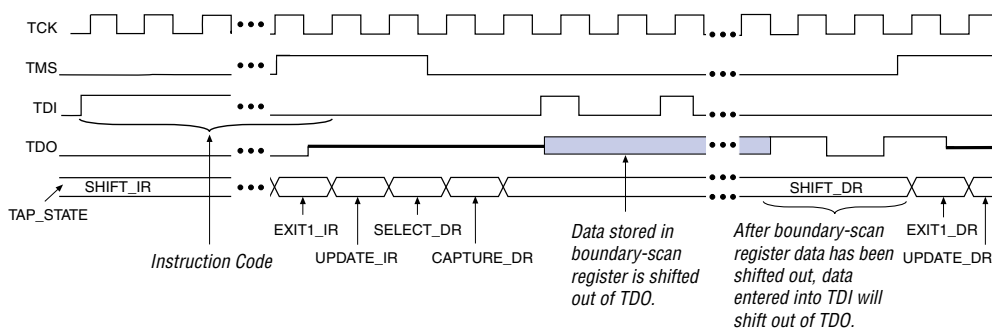 TCK
TMS
TDI
TDO
SHIFT_IR
SHIFT_DR
TAP_STATE
EXIT1_IR
SELECT_DR
EXIT1_DR
Instruction Code
UPDATE_IR
CAPTURE_DR
UPDATE_DR
Data stored in
boundary-scan
register is shifted
out of TDO.
After boundary-scan
register data has been
shifted out, data
entered into TDI will
shift out of TDO.